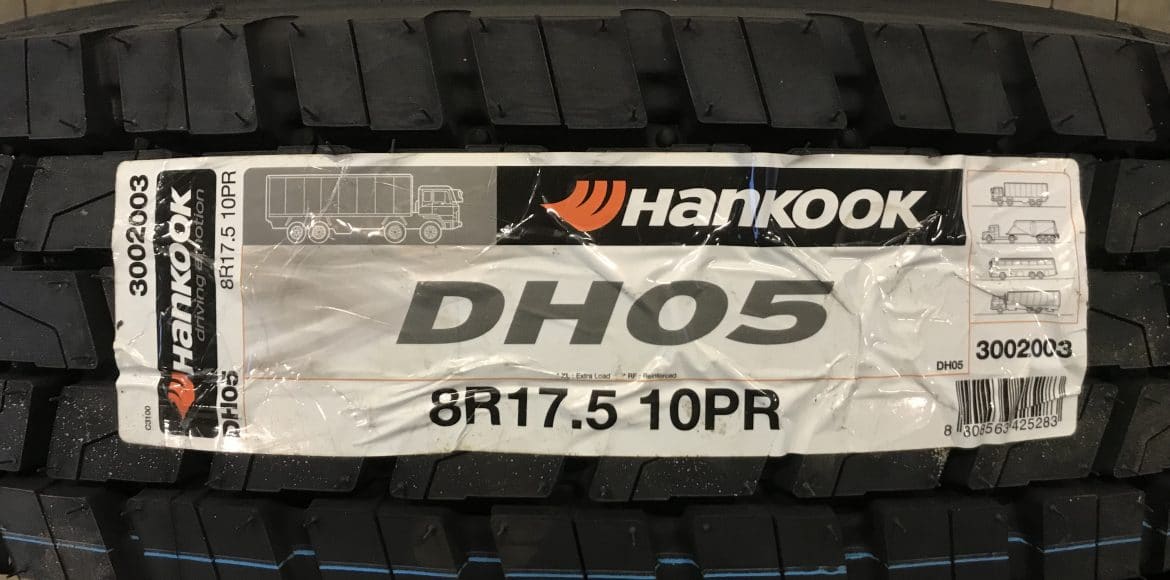 3002003
HANKOOK
driving emotion
8R17.5 10PR
DH05
C3100
HANKOOK
DH05
* XL : Extra Load * RF : Reinforced
8R17.5 10PR
DH05
3002003
8 308563 425283